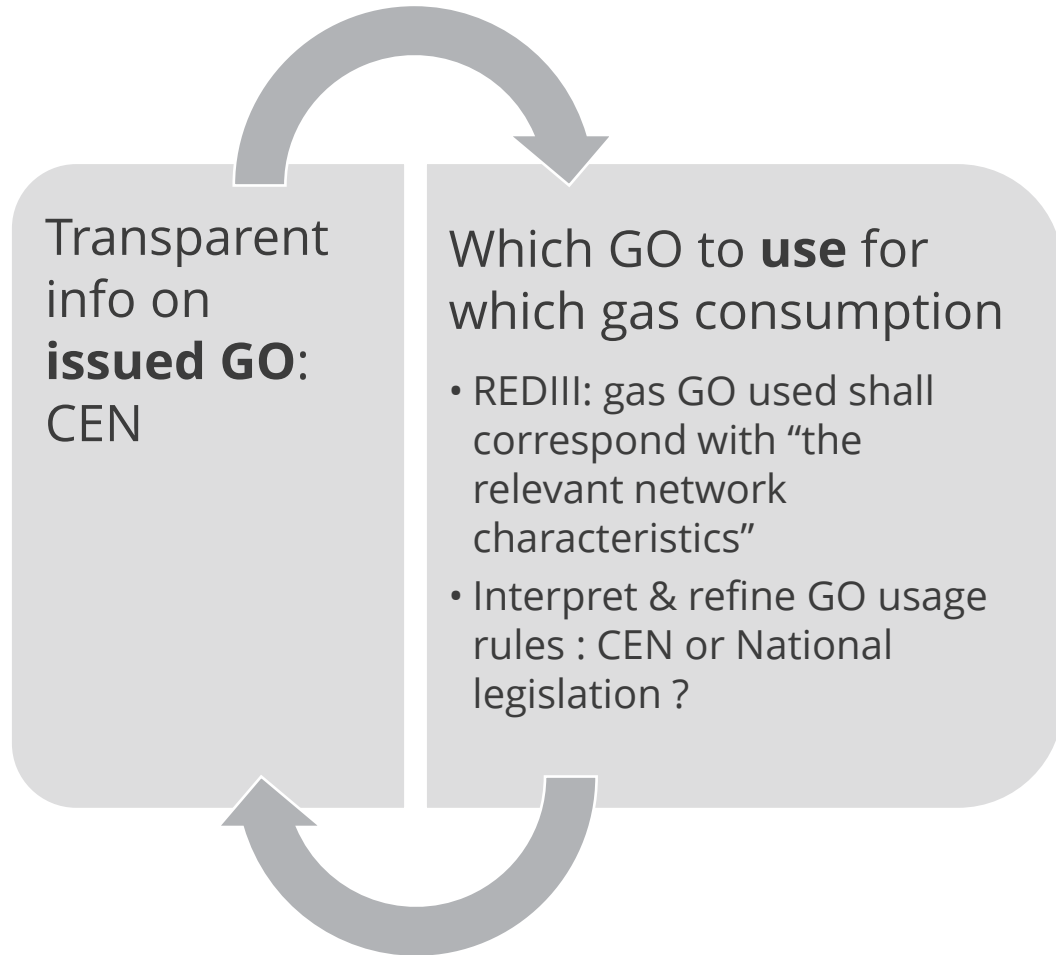 Transparent
info on
issued GO:
CEN
Which GO to use for
which gas consumption
• REDIII: gas GO used shall
correspond with “the
relevant network
characteristics”
• Interpret & refine GO usage
rules : CEN or National
legislation ?